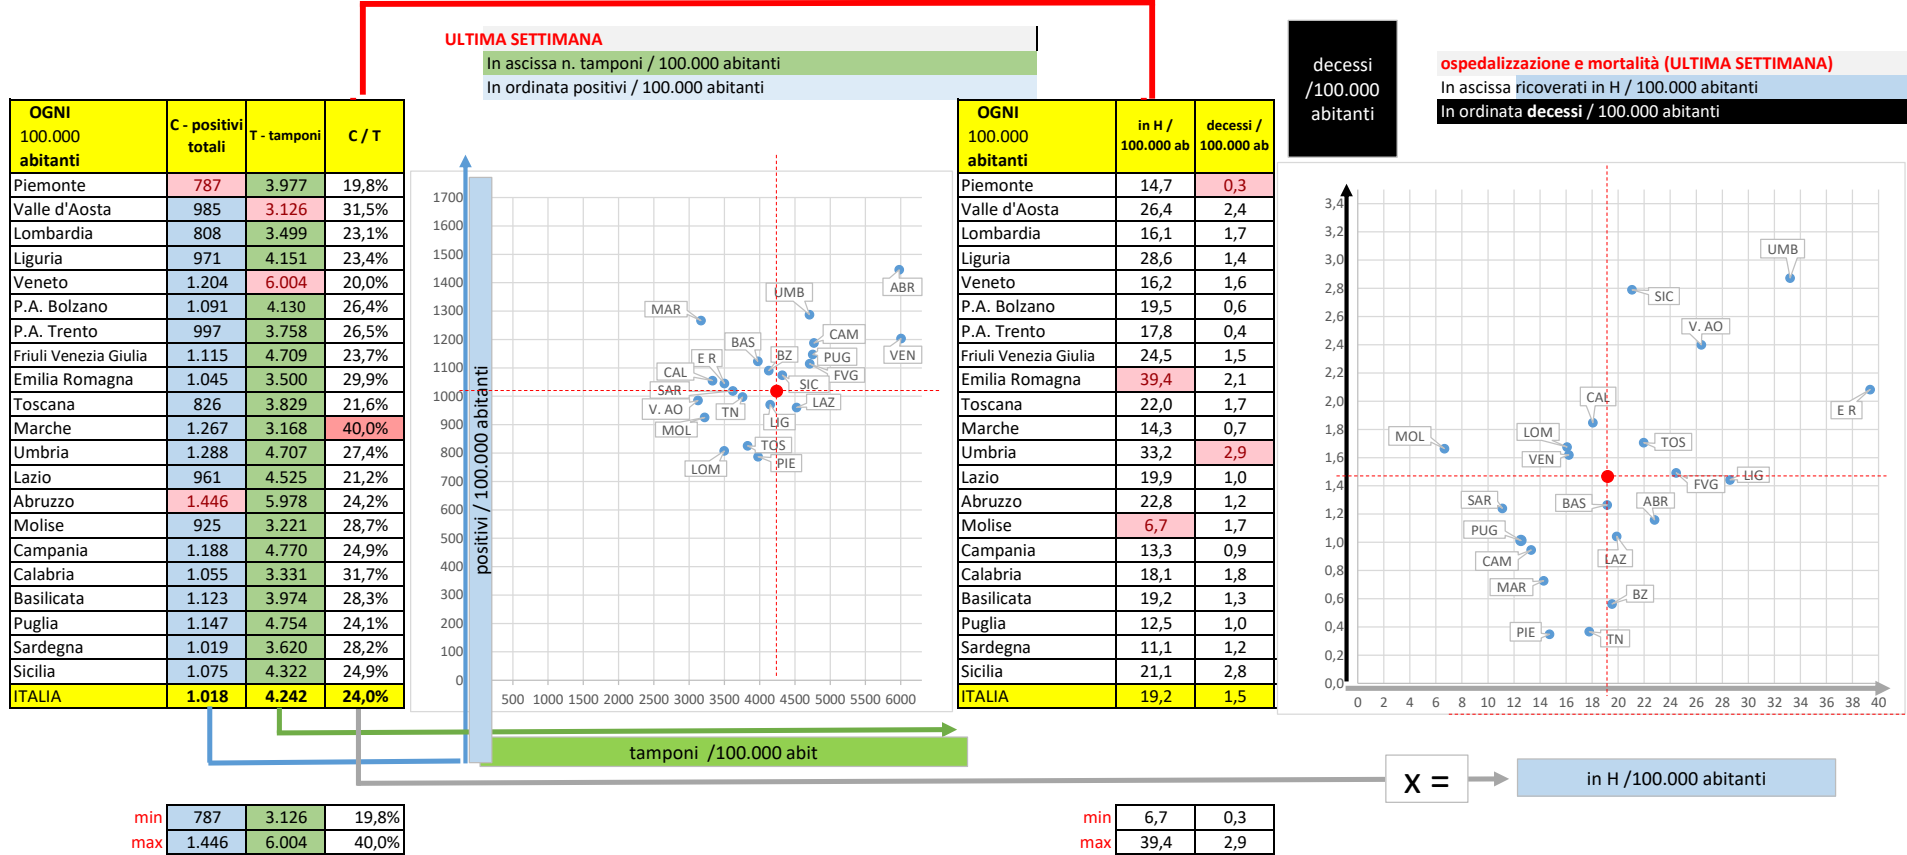 ULTIMA SETTIMANA
In ascissa n. tamponi / 100.000 abitanti
In ordinata positivi / 100.000 abitanti
decessi
/100.000
abitanti
ospedalizzazione e mortalità (ULTIMA SETTIMANA)
In ascissa ricoverati in H / 100.000 abitanti
In ordinata decessi / 100.000 abitanti
OGNI
100.000
abitanti
C - positivi
totali
T - tamponi
C / T
Piemonte 787 3.977 19,8%
Valle d'Aosta 985 3.126 31,5%
Lombardia 808 3.499 23,1%
Liguria 971 4.151 23,4%
Veneto 1.204 6.004 20,0%
P.A. Bolzano 1.091 4.130 26,4%
P.A. Trento 997 3.758 26,5%
Friuli Venezia Giulia 1.115 4.709 23,7%
Emilia Romagna 1.045 3.500 29,9%
Toscana 826 3.829 21,6%
Marche 1.267 3.168 40,0%
Umbria 1.288 4.707 27,4%
Lazio 961 4.525 21,2%
Abruzzo 1.446 5.978 24,2%
Molise 925 3.221 28,7%
Campania 1.188 4.770 24,9%
Calabria 1.055 3.331 31,7%
Basilicata 1.123 3.974 28,3%
Puglia 1.147 4.754 24,1%
Sardegna 1.019 3.620 28,2%
Sicilia 1.075 4.322 24,9%
ITALIA 1.018 4.242 24,0%
min 787 3.126 19,8%
max 1.446 6.004 40,0%
positivi / 100.000 abitanti
1700
1600
1500
1400
1300
1200
1100
1000
900
800
700
600
500
400
300
200
100
0
500 1000 1500 2000 2500 3000 3500 4000 4500 5000 5500 6000
ABR
UMB
MAR
CAM
BAS
BZ
PUG
VEN
E R
CAL
FVG
SAR
SIC
V. AO
TN
LAZ
MOL
LIG
TOS
LOM
PIE
tamponi /100.000 abit
OGNI
100.000
abitanti
in H /
100.000 ab
decessi /
100.000 ab
Piemonte 14,7 0,3
Valle d'Aosta 26,4 2,4
Lombardia 16,1 1,7
Liguria 28,6 1,4
Veneto 16,2 1,6
P.A. Bolzano 19,5 0,6
P.A. Trento 17,8 0,4
Friuli Venezia Giulia 24,5 1,5
Emilia Romagna 39,4 2,1
Toscana 22,0 1,7
Marche 14,3 0,7
Umbria 33,2 2,9
Lazio 19,9 1,0
Abruzzo 22,8 1,2
Molise 6,7 1,7
Campania 13,3 0,9
Calabria 18,1 1,8
Basilicata 19,2 1,3
Puglia 12,5 1,0
Sardegna 11,1 1,2
Sicilia 21,1 2,8
ITALIA 19,2 1,5
min 6,7 0,3
max 39,4 2,9
3,4
3,2
3,0
2,8
2,6
2,4
2,2
2,0
1,8
1,6
1,4
1,2
1,0
0,8
0,6
0,4
0,2
0,0
0 2 4 6 8 10 12 14 16 18 20 22 24 26 28 30 32 34 36 38 40
UMB
SIC
V. AO
CAL
E R
MOL
LOM
TOS
VEN
FVG
LIG
SAR
BAS
ABR
PUG
CAM
LAZ
MAR
BZ
PIE
TN
X =
in H /100.000 abitanti